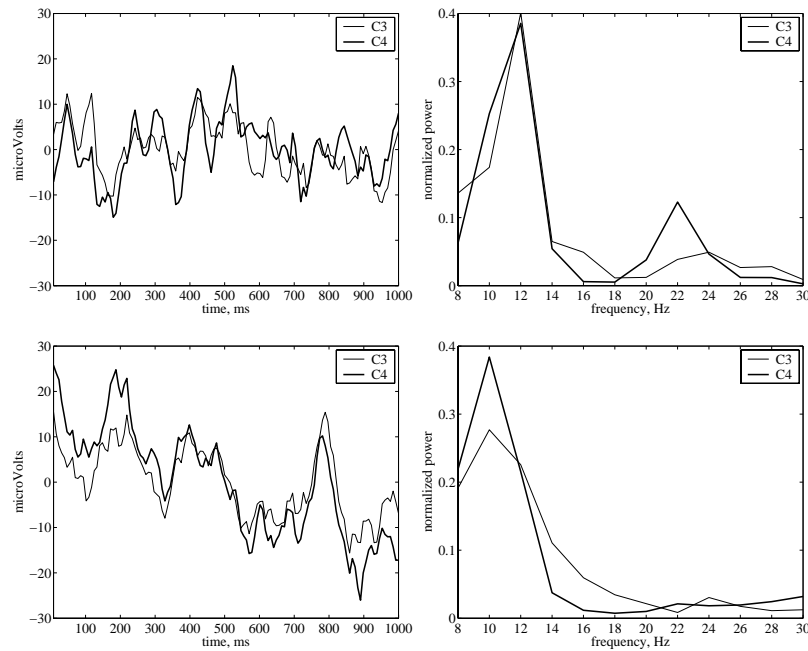 30
20
10
0
−10
−20
−30
microVolts
C3
C4
100 200 300 400 500 600 700 800 900 1000
time, ms
0.4
0.3
0.2
0.1
0
normalized power
C3
C4
8 10 12 14 16 18 20 22 24 26 28 30
frequency, Hz
30
20
10
0
−10
−20
−30
microVolts
C3
C4
100 200 300 400 500 600 700 800 900 1000
time, ms
0.4
0.3
0.2
0.1
0
normalized power
C3
C4
8 10 12 14 16 18 20 22 24 26 28 30
frequency, Hz